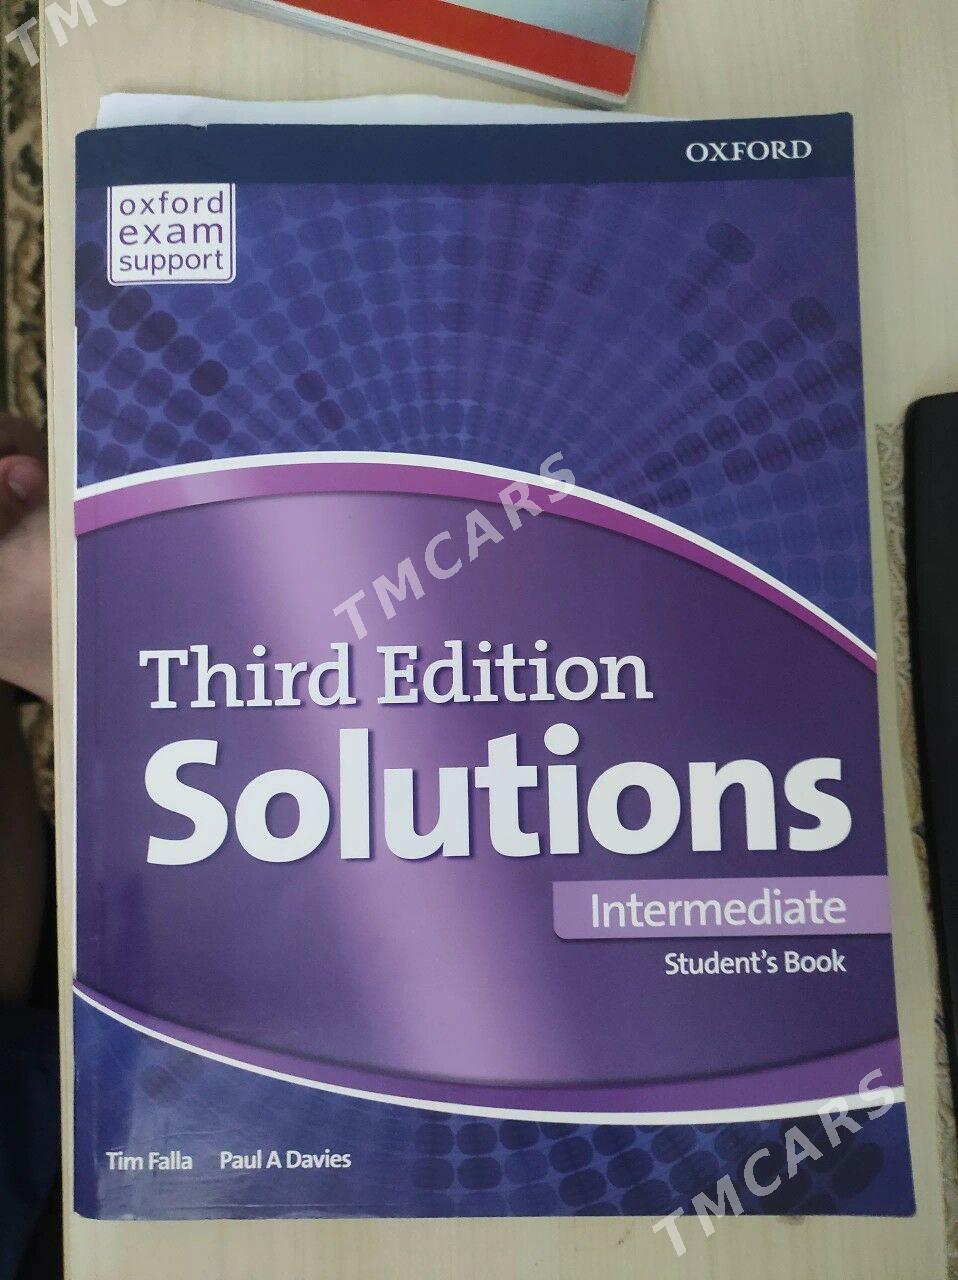 TMCARS
OXFORD
oxford
exam
support
TMCARS
Third Edition
Solutions
Intermediate
Student's Book
Tim Falla Paul A Davies
TMCARS